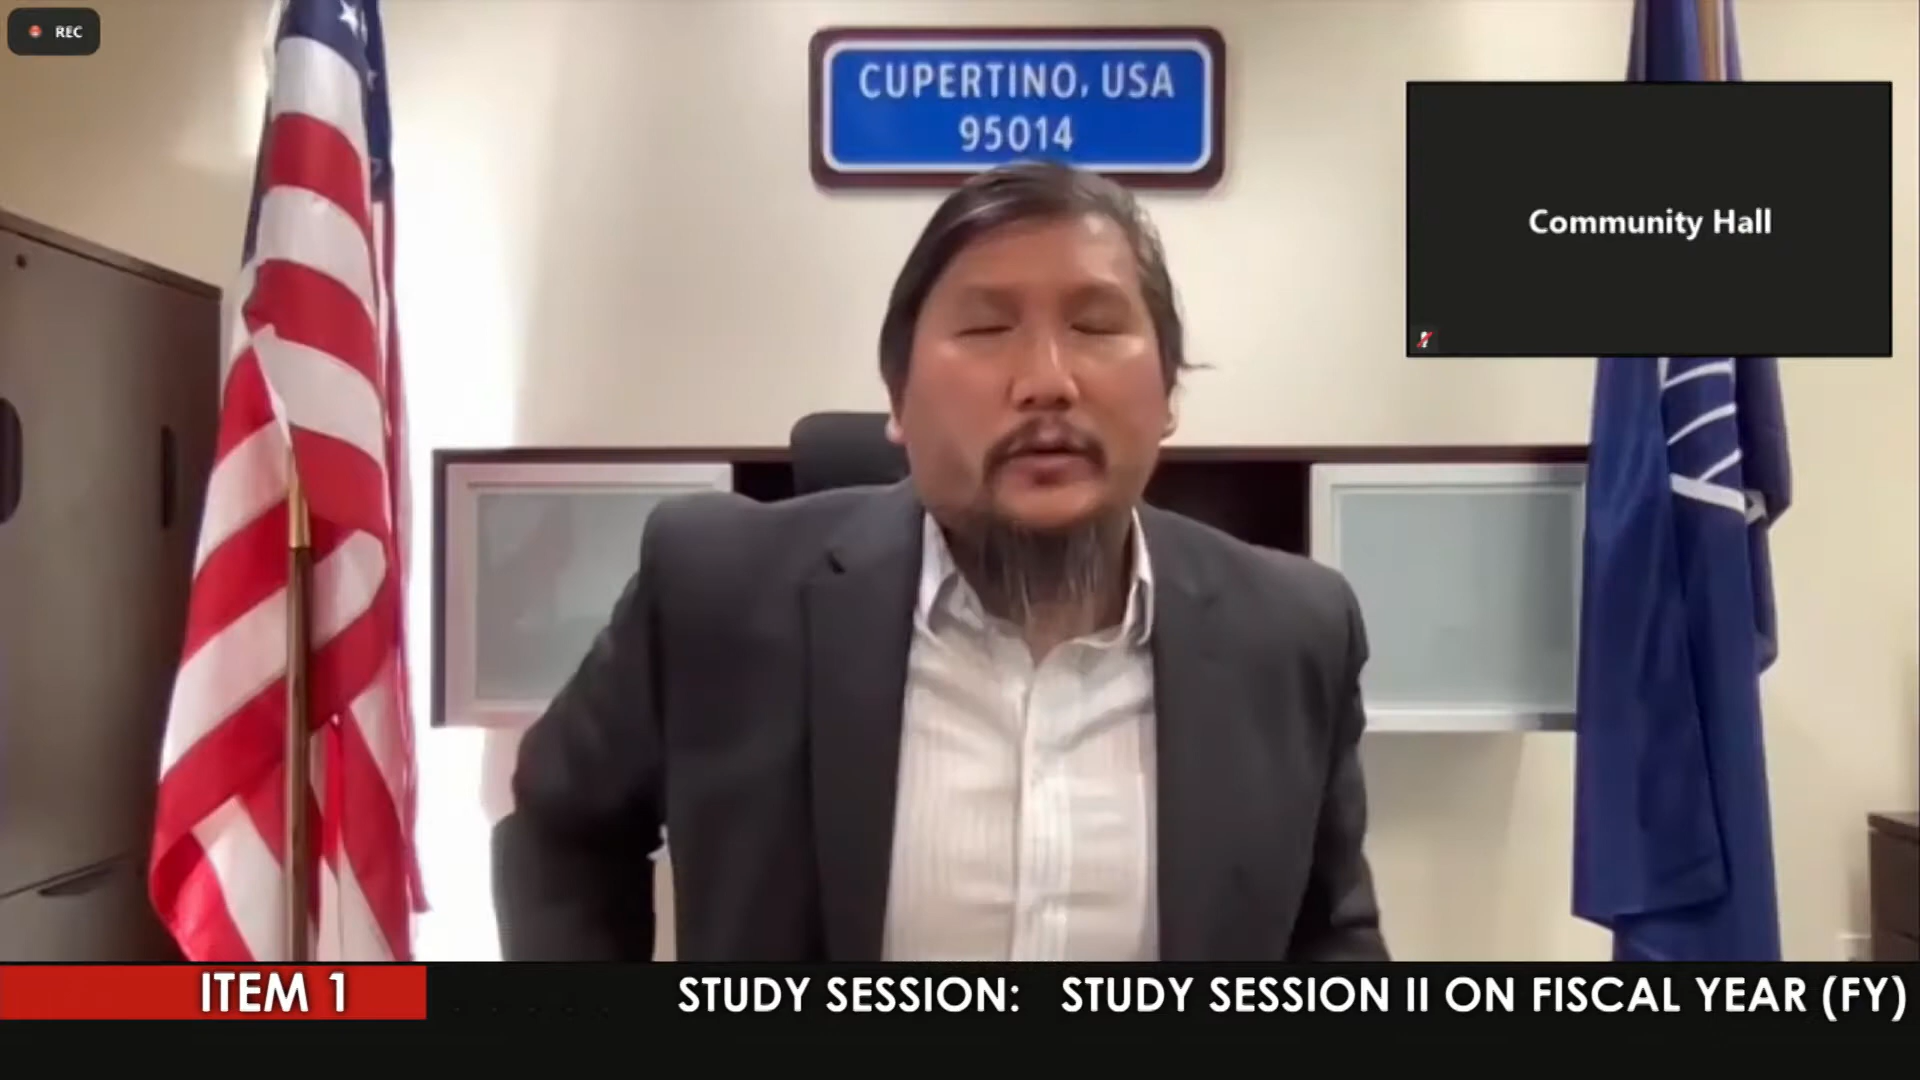 REC
CUPERTINO, USA
95014
Community Hall
ITEM 1
STUDY SESSION: STUDY SESSION II ON FISCAL YEAR (FY)